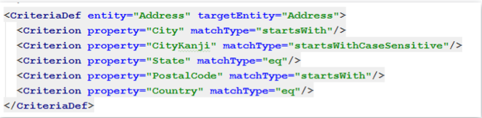 <CriteriaDef entity="Address" targetEntity="Address">
<Criterion property="City" matchType="startsWith"/>
<Criterion property="CityKanji" matchType="startsWithCaseSensitive"/>
<Criterion property="State" matchType="eq"/>
<Criterion property="PostalCode" matchType="startsWith"/>
<Criterion property="Country" matchType="eq"/>
</CriteriaDef>